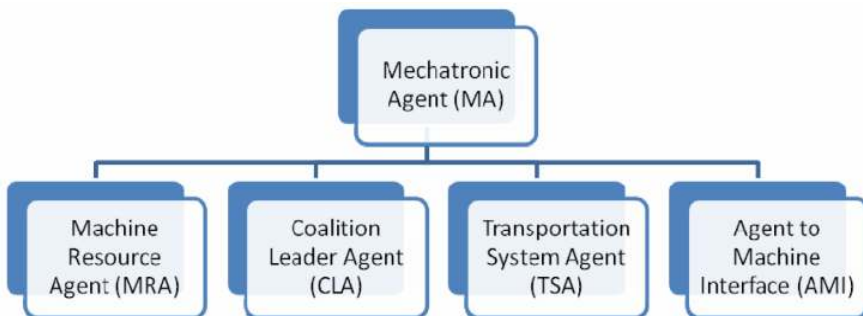 Mechatronic
Agent (MA)
Machine
Resource
Agent (MRA)
Coalition
Leader Agent
(CLA)
Transportation
System Agent
(TSA)
Agent to
Machine
Interface (AMI)